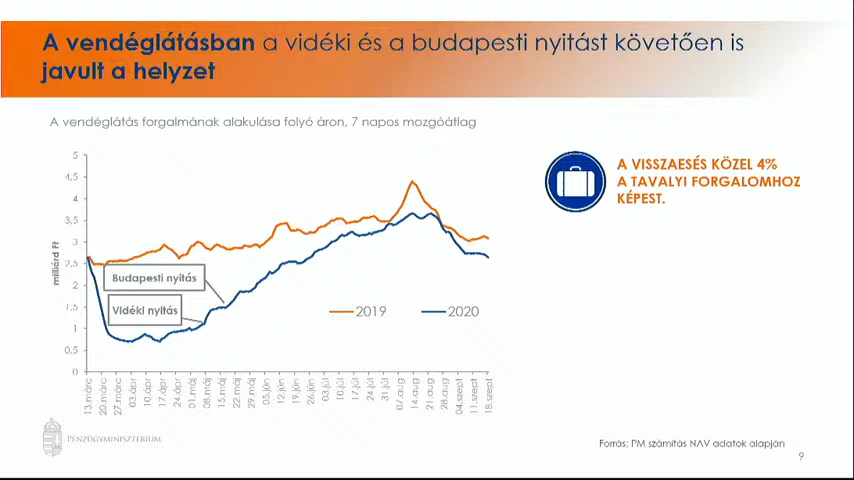 A vendéglátásban a vidéki és a budapesti nyitást követően is
javult a helyzet
A vendéglátás forgalmának alakulása folyó áron, 7 napos mozgóátlag
A VISSZAESÉS KÖZEL 4%
A TAVALYI FORGALOMHOZ
KÉPEST.
milliárd Ft
5
4,5
4
3,5
3
2,5
2
1,5
1
0,5
0
Budapesti nyitás
Vidéki nyitás
2019
2020
13.márc
20.márc
27.márc
03.ápr
10.ápr
17.ápr
24.ápr
01.máj
08.máj
15.máj
22.máj
29.máj
05.jún
12.jún
19.jún
26.jún
03.júl
10.júl
17.júl
24.júl
31.júl
07.aug
14.aug
21.aug
28.aug
04.szept
11.szept
18.szept
PÉNZÜGYMINISZTÉRIUM
Forrás: PM számítás NAV adatok alapján
9